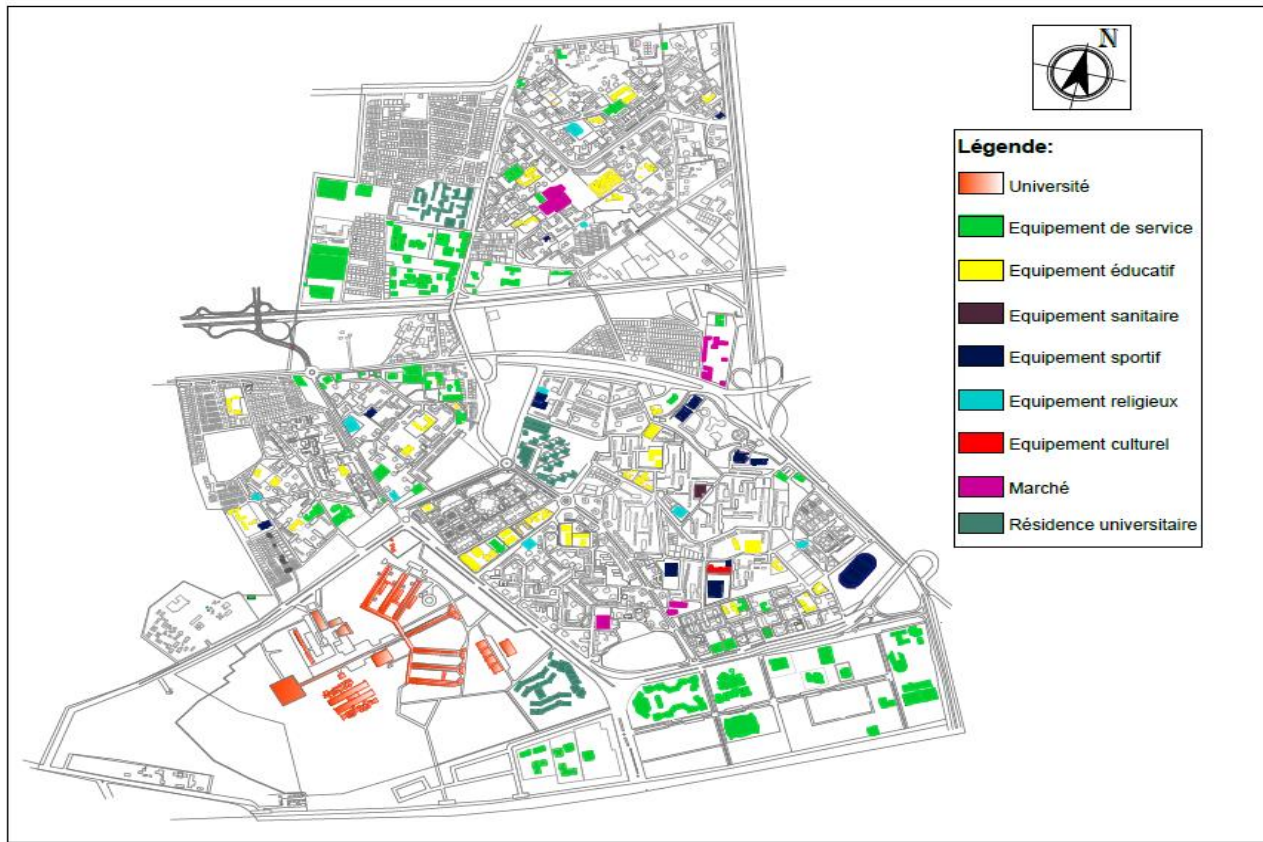 N
Légende:
Université
Equipement de service
Equipement éducatif
Equipement sanitaire
Equipement sportif
Equipement religieux
Equipement culturel
Marché
Résidence universitaire